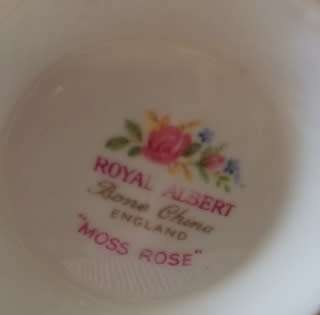 ROYAL ALBERT
Bone China
ENGLAND
"MOSS ROSE"